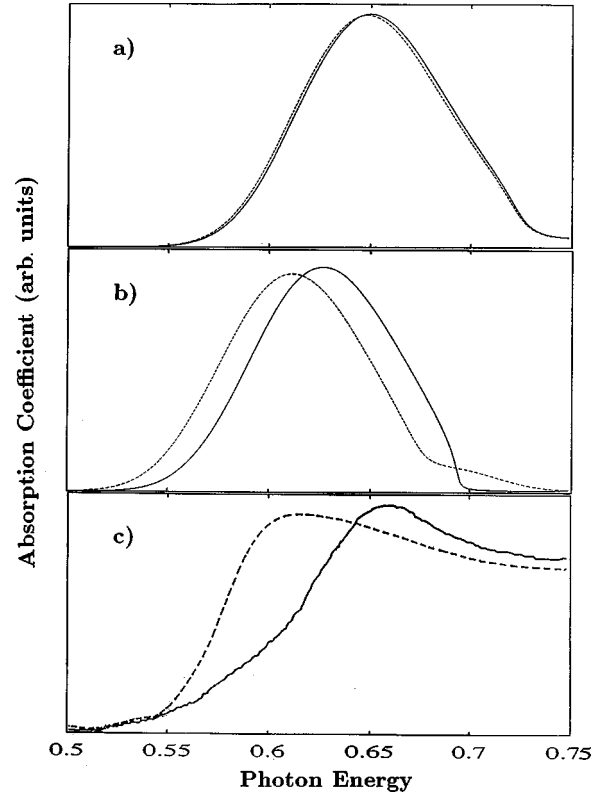 a)
b)
c)
Absorption Coefficient (arb. units)
0.5 0.55 0.6 0.65 0.7 0.75
Photon Energy